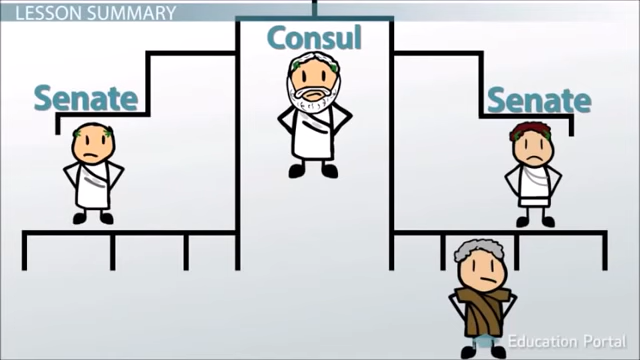 LESSON SUMMARY
Consul
Senate
Senate
Education Portal